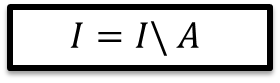 I = I\ A